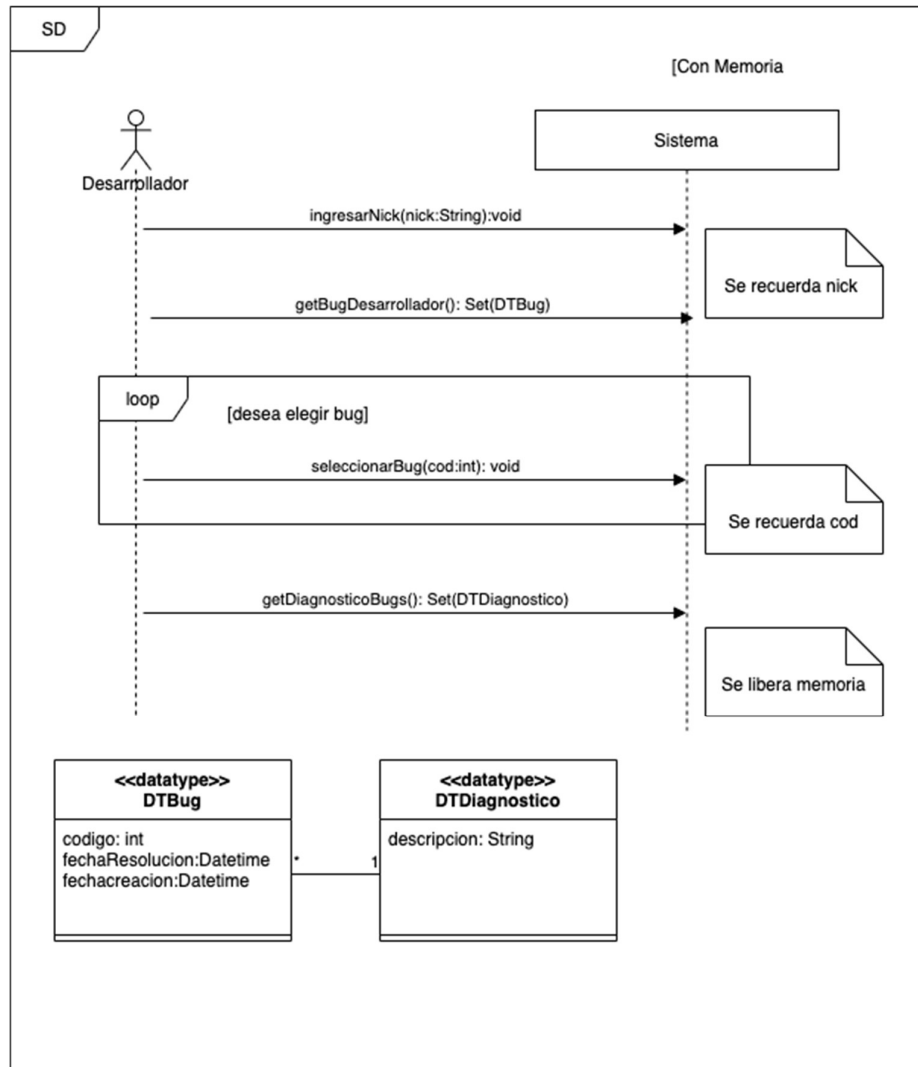 SD
[Con Memoria
Sistema
Desarrollador
ingresarNick(nick:String):void
Se recuerda nick
getBugDesarrollador(): Set(DTBug)
loop
[desea elegir bug]
seleccionarBug(cod:int): void
Se recuerda cod
getDiagnosticoBugs(): Set(DTDiagnostico)
Se libera memoria
<<datatype>>
DTBug
codigo: int
fechaResolucion:Datetime
fechacreacion:Datetime
*
1
<<datatype>>
DTDiagnostico
descripcion: String